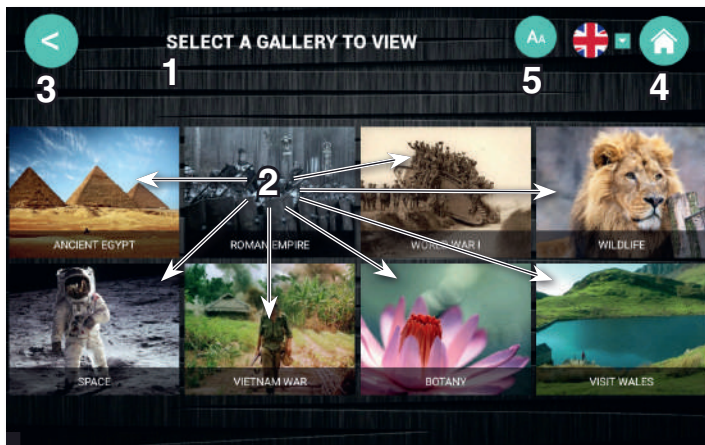 <
SELECT A GALLERY TO VIEW
AA
3
1
5
4
2
ANCIENT EGYPT
ROMAN EMPIRE
WORLD WAR I
WILDLIFE
SPACE
VIETNAM WAR
BOTANY
VISIT WALES